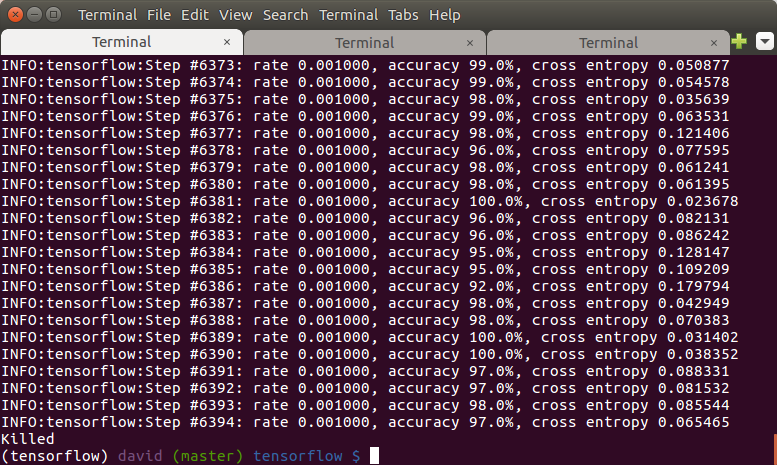 Terminal File Edit View Search Terminal Tabs Help
Terminal × Terminal × Terminal ×
INFO:tensorflow:Step #6373: rate 0.001000, accuracy 99.0%, cross entropy 0.050877
INFO:tensorflow:Step #6374: rate 0.001000, accuracy 99.0%, cross entropy 0.054578
INFO:tensorflow:Step #6375: rate 0.001000, accuracy 98.0%, cross entropy 0.035639
INFO:tensorflow:Step #6376: rate 0.001000, accuracy 99.0%, cross entropy 0.063531
INFO:tensorflow:Step #6377: rate 0.001000, accuracy 98.0%, cross entropy 0.121406
INFO:tensorflow:Step #6378: rate 0.001000, accuracy 96.0%, cross entropy 0.077595
INFO:tensorflow:Step #6379: rate 0.001000, accuracy 98.0%, cross entropy 0.061241
INFO:tensorflow:Step #6380: rate 0.001000, accuracy 98.0%, cross entropy 0.061395
INFO:tensorflow:Step #6381: rate 0.001000, accuracy 100.0%, cross entropy 0.023678
INFO:tensorflow:Step #6382: rate 0.001000, accuracy 96.0%, cross entropy 0.082131
INFO:tensorflow:Step #6383: rate 0.001000, accuracy 96.0%, cross entropy 0.086242
INFO:tensorflow:Step #6384: rate 0.001000, accuracy 95.0%, cross entropy 0.128147
INFO:tensorflow:Step #6385: rate 0.001000, accuracy 95.0%, cross entropy 0.109209
INFO:tensorflow:Step #6386: rate 0.001000, accuracy 92.0%, cross entropy 0.179794
INFO:tensorflow:Step #6387: rate 0.001000, accuracy 98.0%, cross entropy 0.042949
INFO:tensorflow:Step #6388: rate 0.001000, accuracy 98.0%, cross entropy 0.070383
INFO:tensorflow:Step #6389: rate 0.001000, accuracy 100.0%, cross entropy 0.031402
INFO:tensorflow:Step #6390: rate 0.001000, accuracy 100.0%, cross entropy 0.038352
INFO:tensorflow:Step #6391: rate 0.001000, accuracy 97.0%, cross entropy 0.088331
INFO:tensorflow:Step #6392: rate 0.001000, accuracy 97.0%, cross entropy 0.081532
INFO:tensorflow:Step #6393: rate 0.001000, accuracy 98.0%, cross entropy 0.085544
INFO:tensorflow:Step #6394: rate 0.001000, accuracy 97.0%, cross entropy 0.065465
Killed
(tensorflow) david (master) tensorflow $